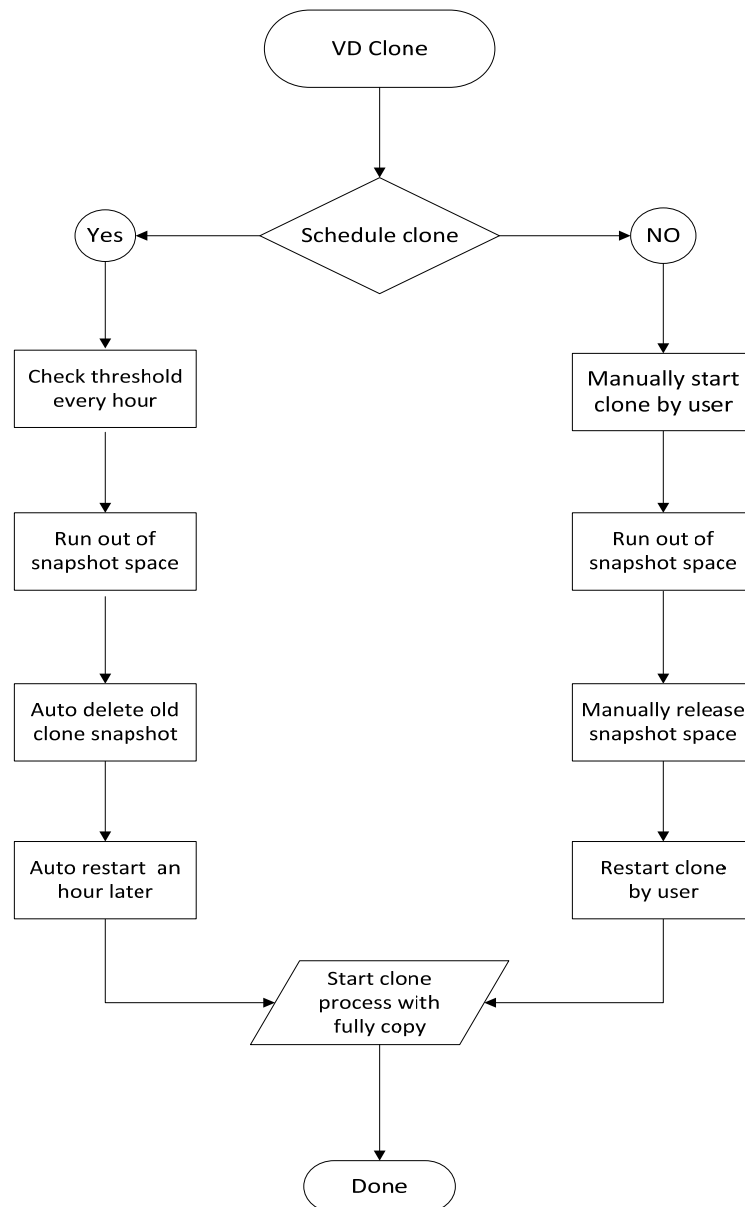 VD Clone
Schedule clone
Yes
NO
Check threshold
every hour
Manually start
clone by user
Run out of
snapshot space
Run out of
snapshot space
Auto delete old
clone snapshot
Manually release
snapshot space
Auto restart an
hour later
Restart clone
by user
Start clone
process with
fully copy
Done